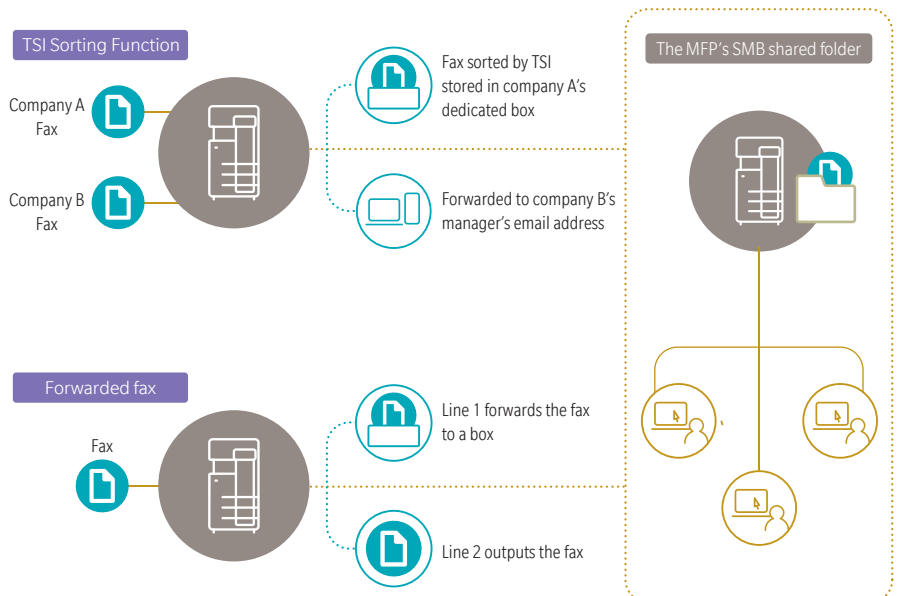 TSI Sorting Function
Company A
Fax
Company B
Fax
Fax sorted by TSI
stored in company A's
dedicated box
Forwarded to company B's
manager's email address
The MFP's SMB shared folder
Forwarded fax
Fax
Line 1 forwards the fax
to a box
Line 2 outputs the fax